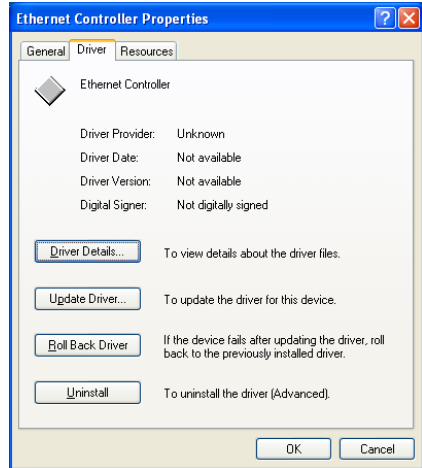 Ethernet Controller Properties
General Driver Resources
Ethernet Controller
Driver Provider: Unknown
Driver Date: Not available
Driver Version: Not available
Digital Signer: Not digitally signed
Driver Details... To view details about the driver files.
Update Driver... To update the driver for this device.
Roll Back Driver If the device fails after updating the driver, roll
back to the previously installed driver.
Uninstall To uninstall the driver (Advanced).
OK Cancel